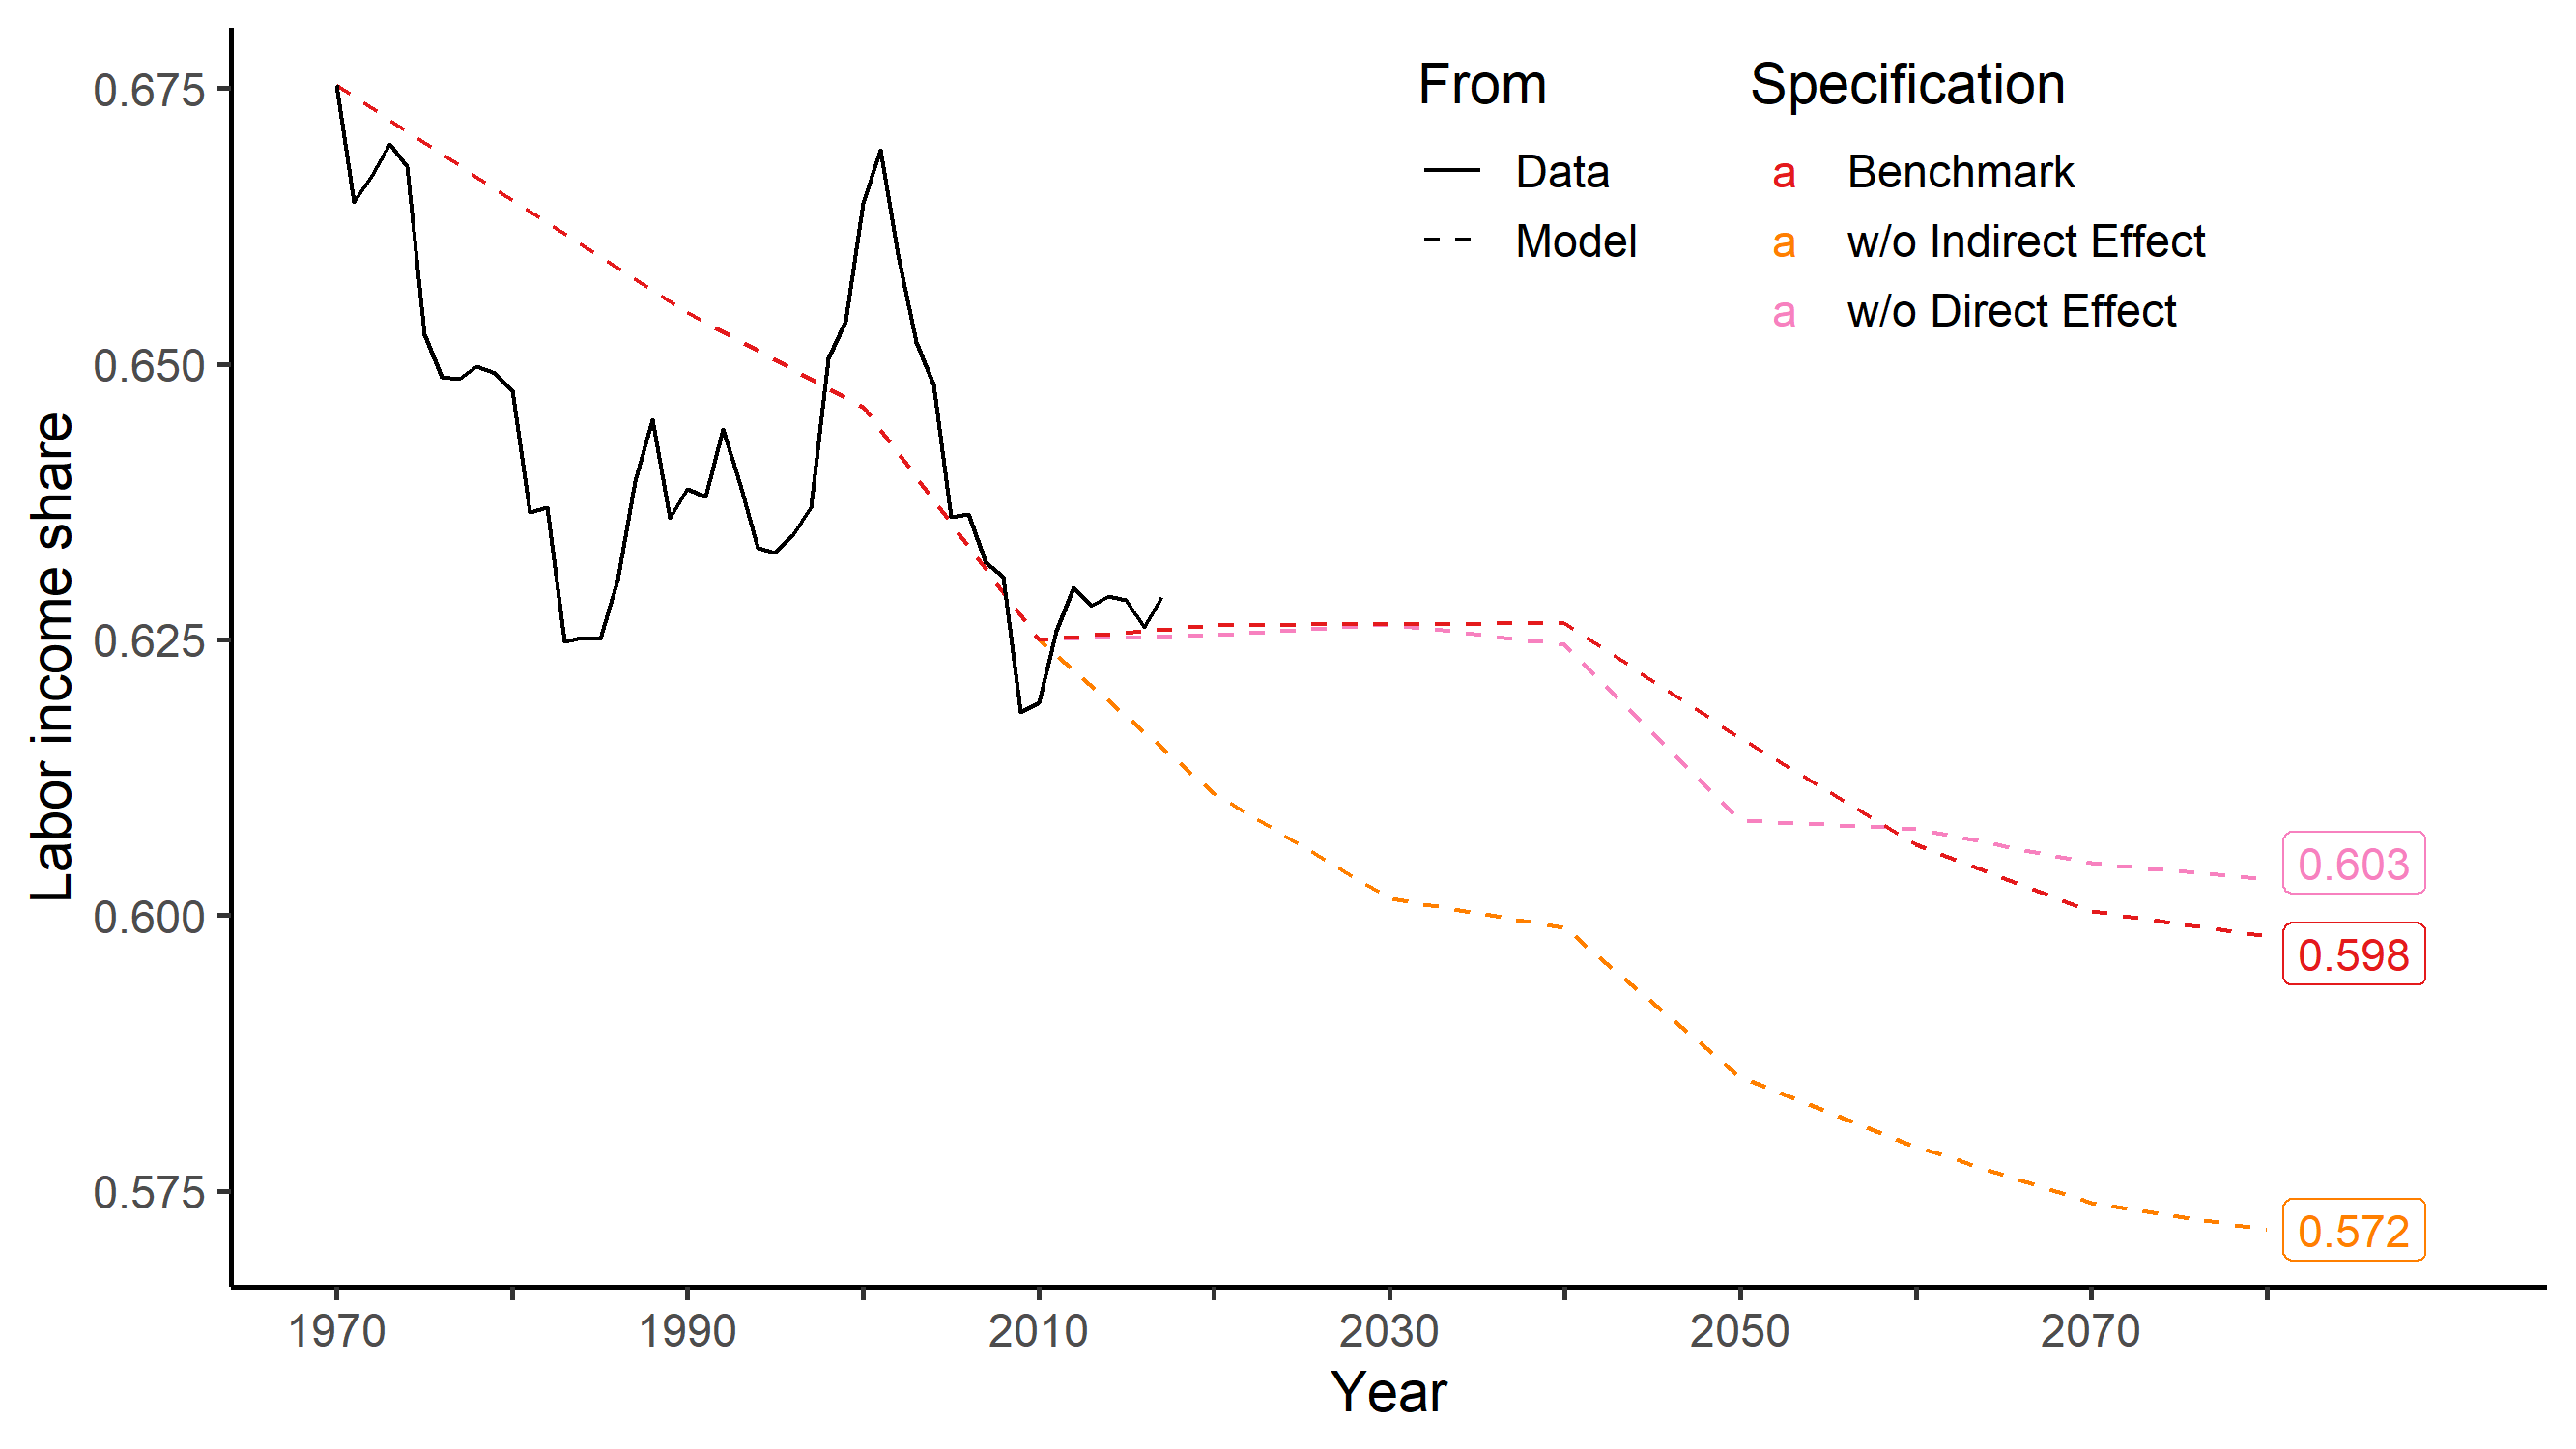 From
Specification
Data
Model
a Benchmark
a w/o Indirect Effect
a w/o Direct Effect
Labor income share
0.675
0.650
0.625
0.600
0.575
0.603
0.598
0.572
1970 1990 2010 2030 2050 2070
Year